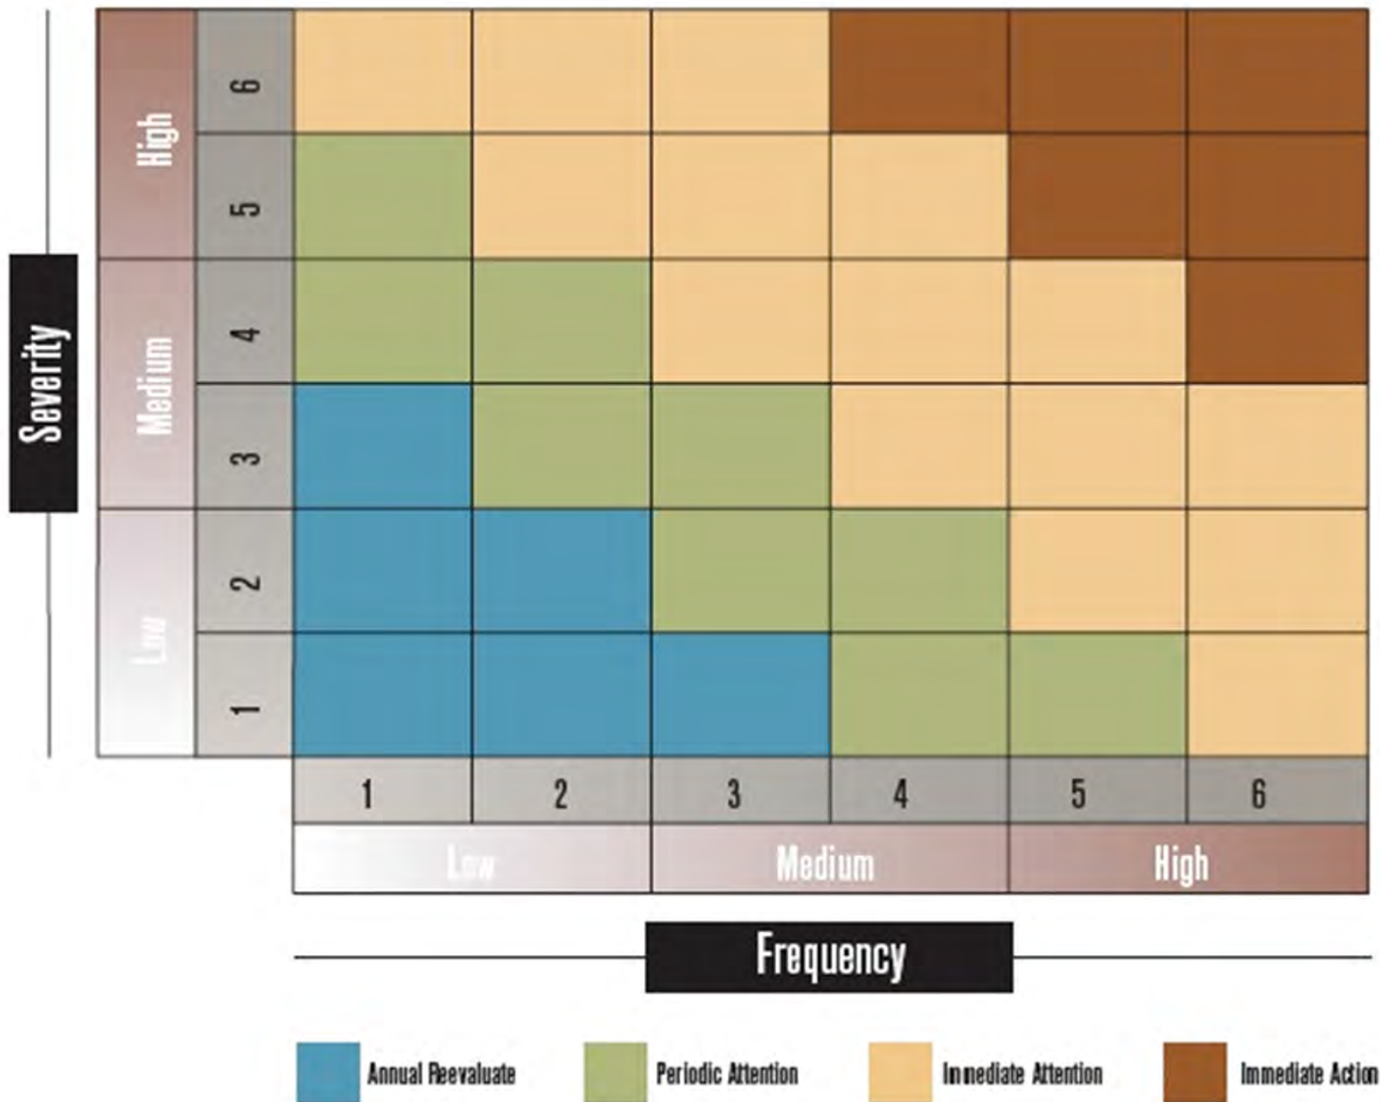 Severity
High
Medium
Low
6
5
4
3
2
1
1 2 3 4 5 6
Low Medium High
Frequency
Annual Reevaluate Periodic Attention Immediate Attention Immediate Action